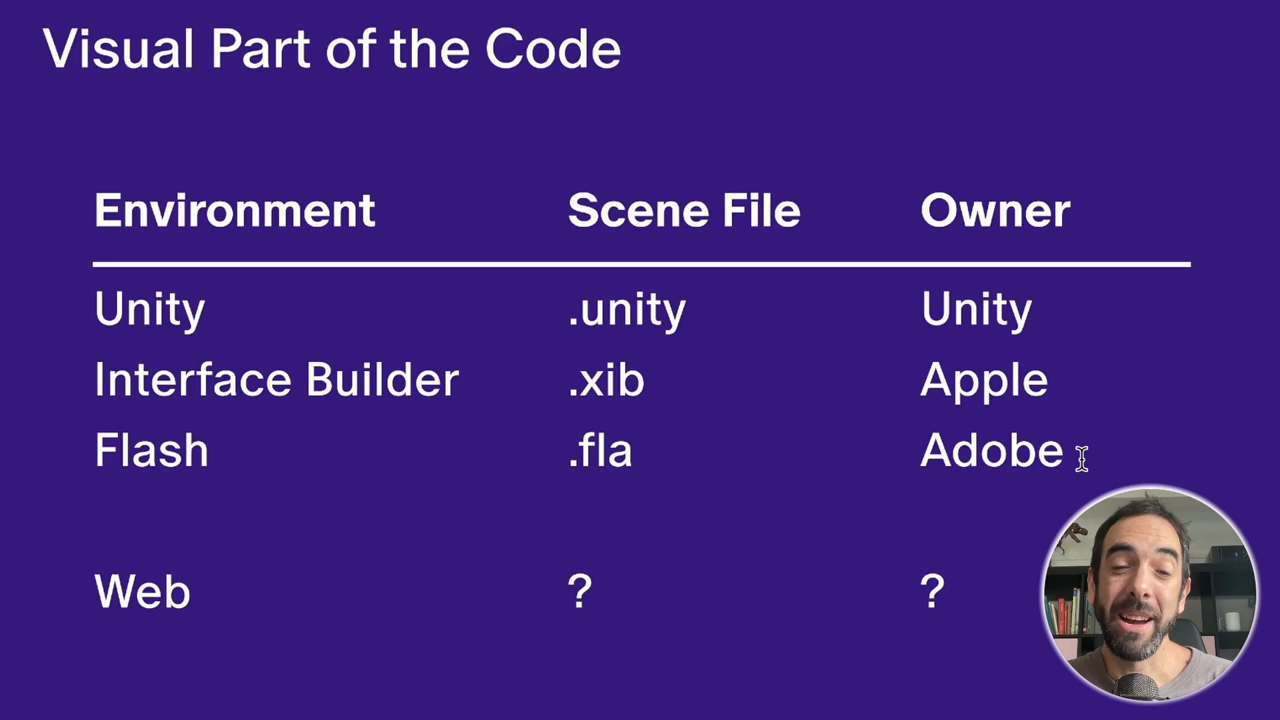 Visual Part of the Code
Environment Scene File Owner
Unity .unity Unity
Interface Builder .xib Apple
Flash .fla Adobe
Web ? ?